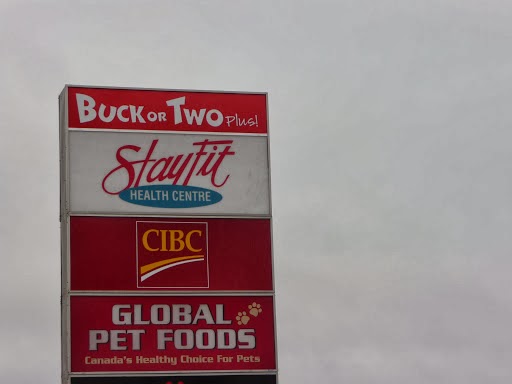 BUCK OR TWO Plus!
StayFit
HEALTH CENTRE
CIBC
GLOBAL
PET FOODS
Canada's Healthy Choice For Pets